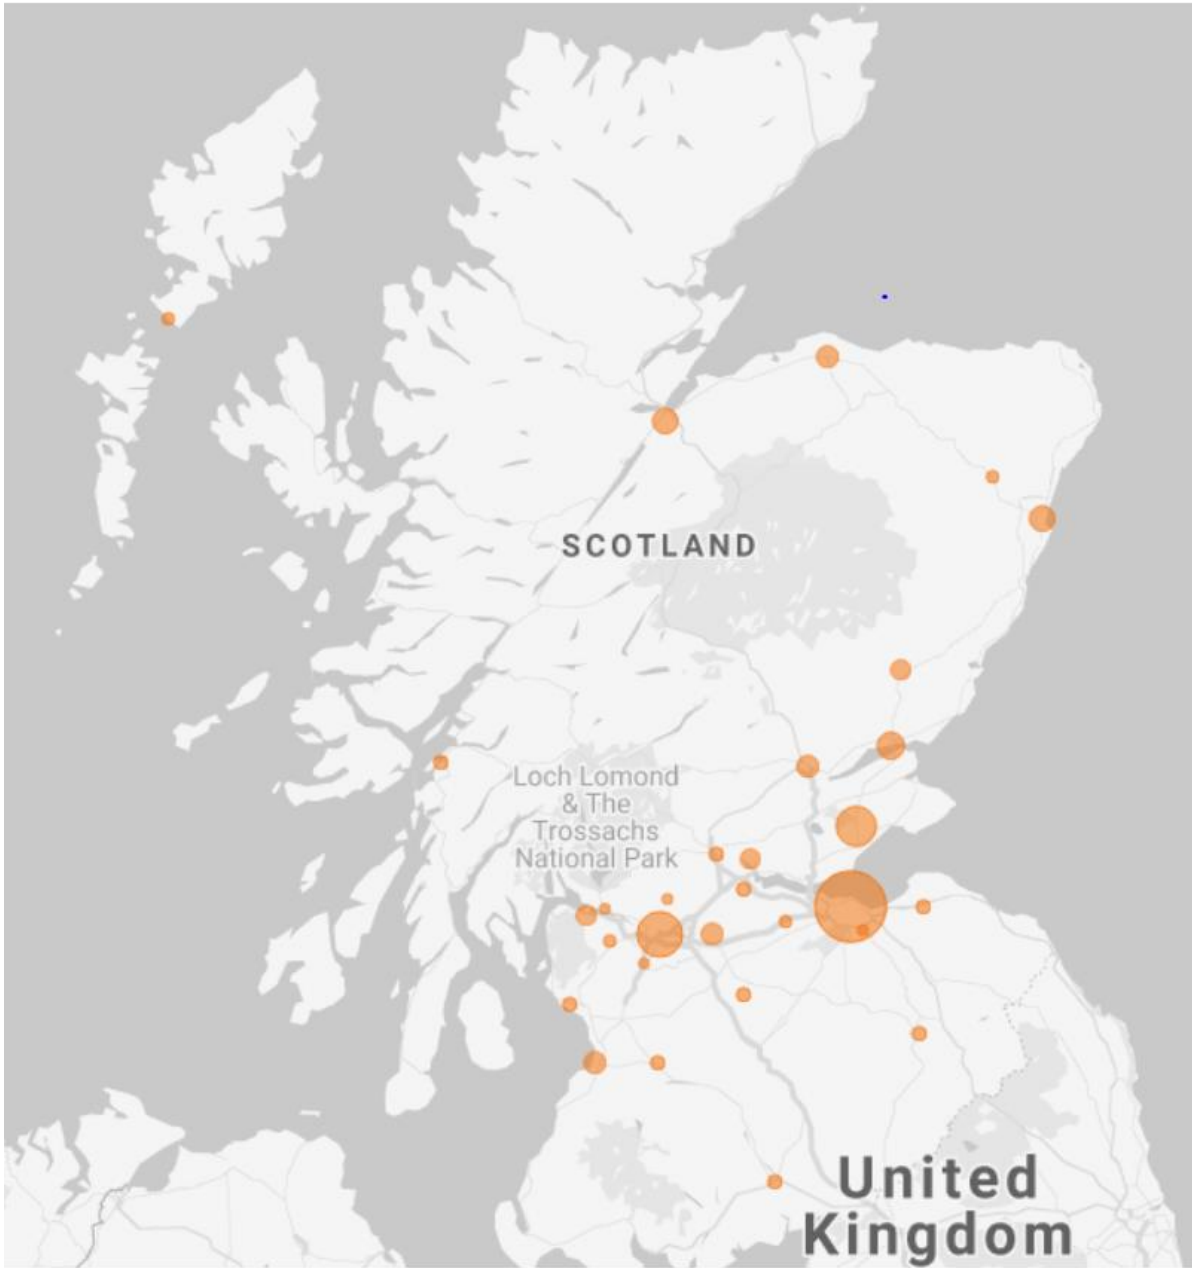 SCOTLAND
Loch Lomond
& The
Trossachs
National Park
United
Kingdom